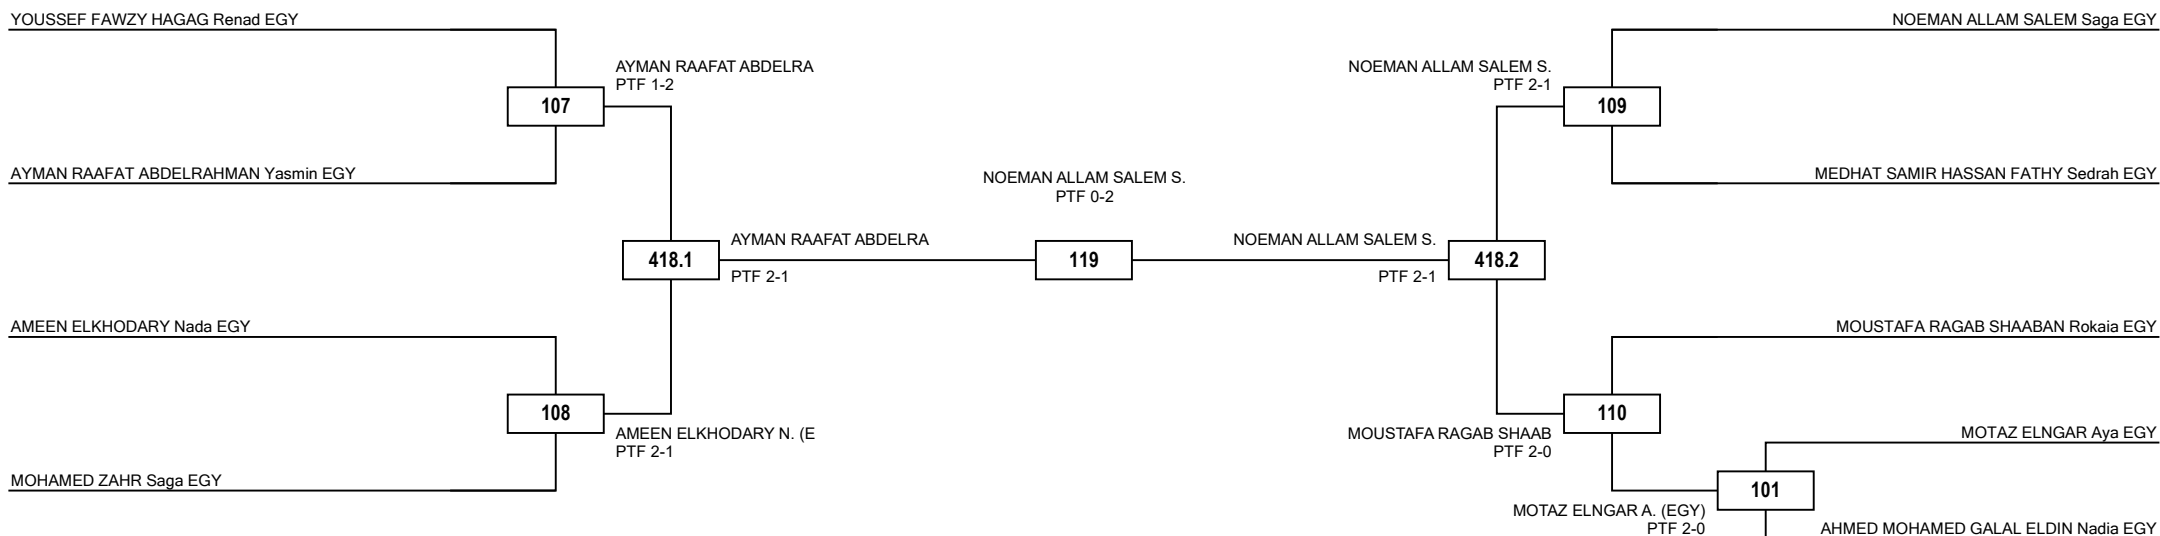 YOUSSEF FAWZY HAGAG Renad EGY
NOEMAN ALLAM SALEM Saga EGY
AYMAN RAAFAT ABDELRA
PTF 1-2
NOEMAN ALLAM SALEM S.
PTF 2-1
107
109
AYMAN RAAFAT ABDELRAHMAN Yasmin EGY
NOEMAN ALLAM SALEM S.
PTF 0-2
MEDHAT SAMIR HASSAN FATHY Sedrah EGY
418.1
AYMAN RAAFAT ABDELRA
PTF 2-1
119
NOEMAN ALLAM SALEM S.
PTF 2-1
418.2
AMEEN ELKHODARY Nada EGY
MOUSTAFA RAGAB SHAABAN Rokaia EGY
108
110
AMEEN ELKHODARY N. (E
PTF 2-1
MOUSTAFA RAGAB SHAAB
PTF 2-0
MOTAZ ELNGAR Aya EGY
MOHAMED ZAHR Saga EGY
101
MOTAZ ELNGAR A. (EGY)
PTF 2-0
AHMED MOHAMED GALAL ELDIN Nadia EGY